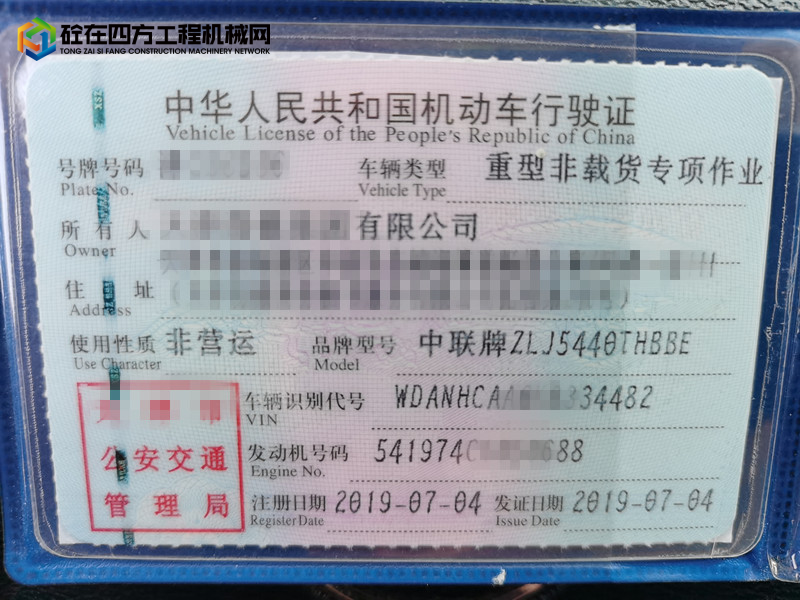 砼在四方工程机械网
TONG ZAI SI FANG CONSTRUCTION MACHINERY NETWORK
中华人民共和国机动车行驶证
Vehicle License of the People's Republic of China
号牌号码 车辆类型 重型非载货专项作业
Plate No. Vehicle Type
所有人 有限公司
Owner
住址
Address
使用性质 非营运 品牌型号 中联牌ZLJ5440THBBE
Use Character Model
车辆识别代号 WDANHCA 334482
VIN
公安交通
管理局
发动机号码 541974 688
Engine No.
注册日期 2019-07-04 发证日期 2019-07-04
Register Date Issue Date